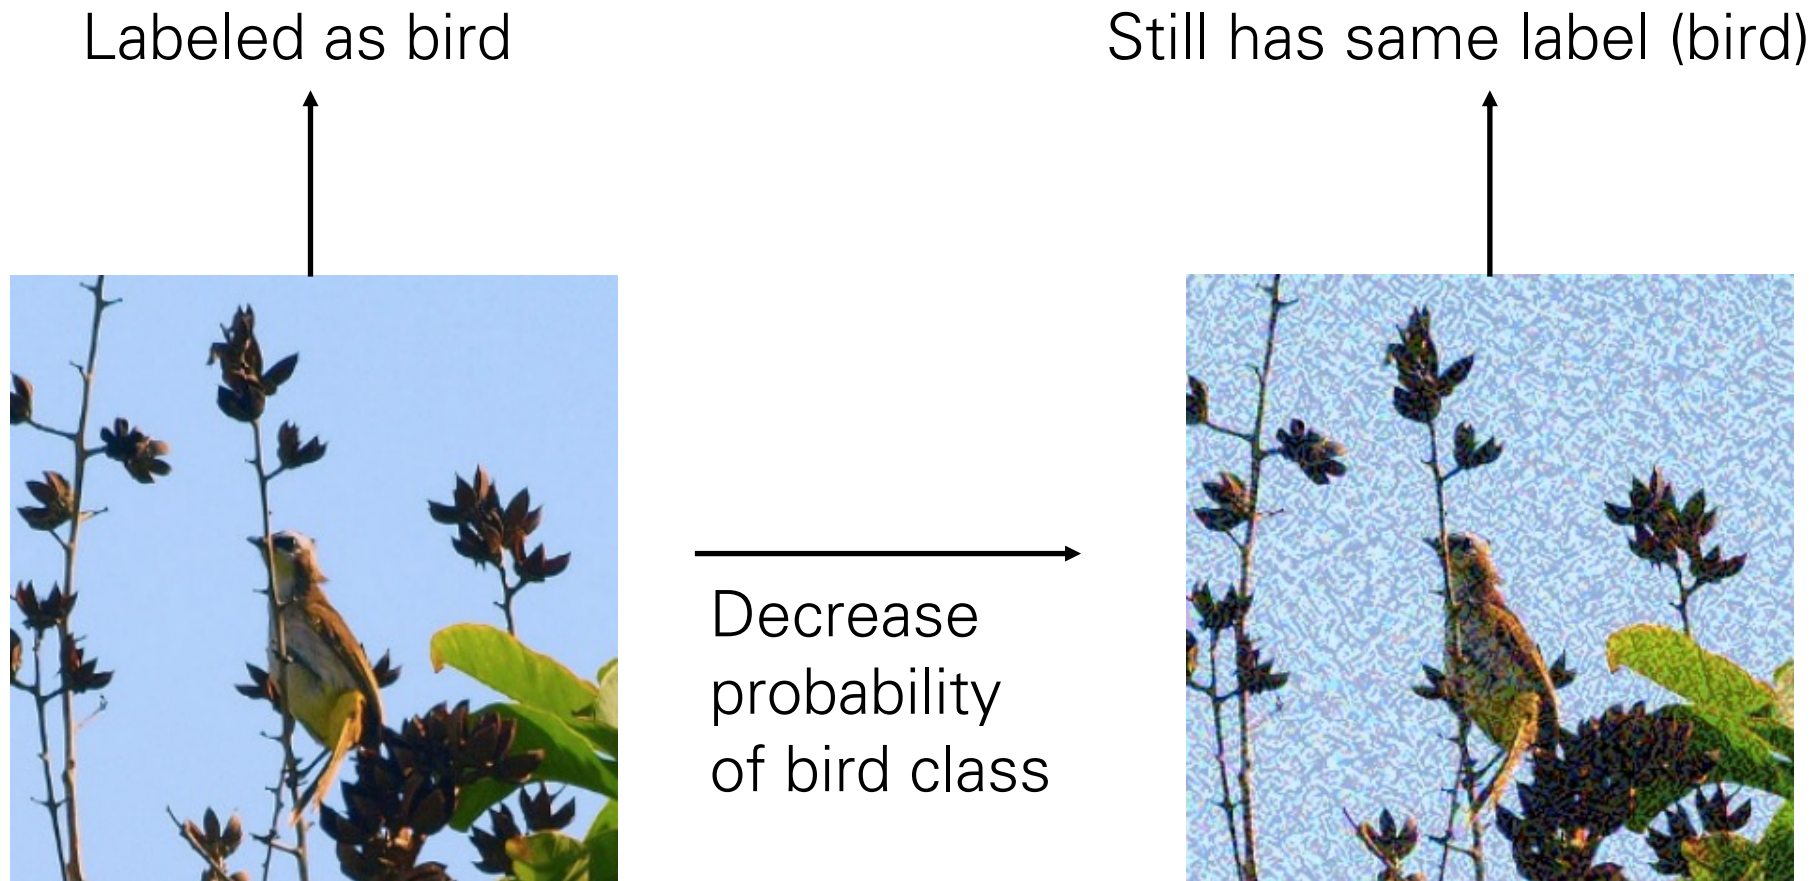 Labeled as bird
Still has same label (bird)
Decrease
probability
of bird class